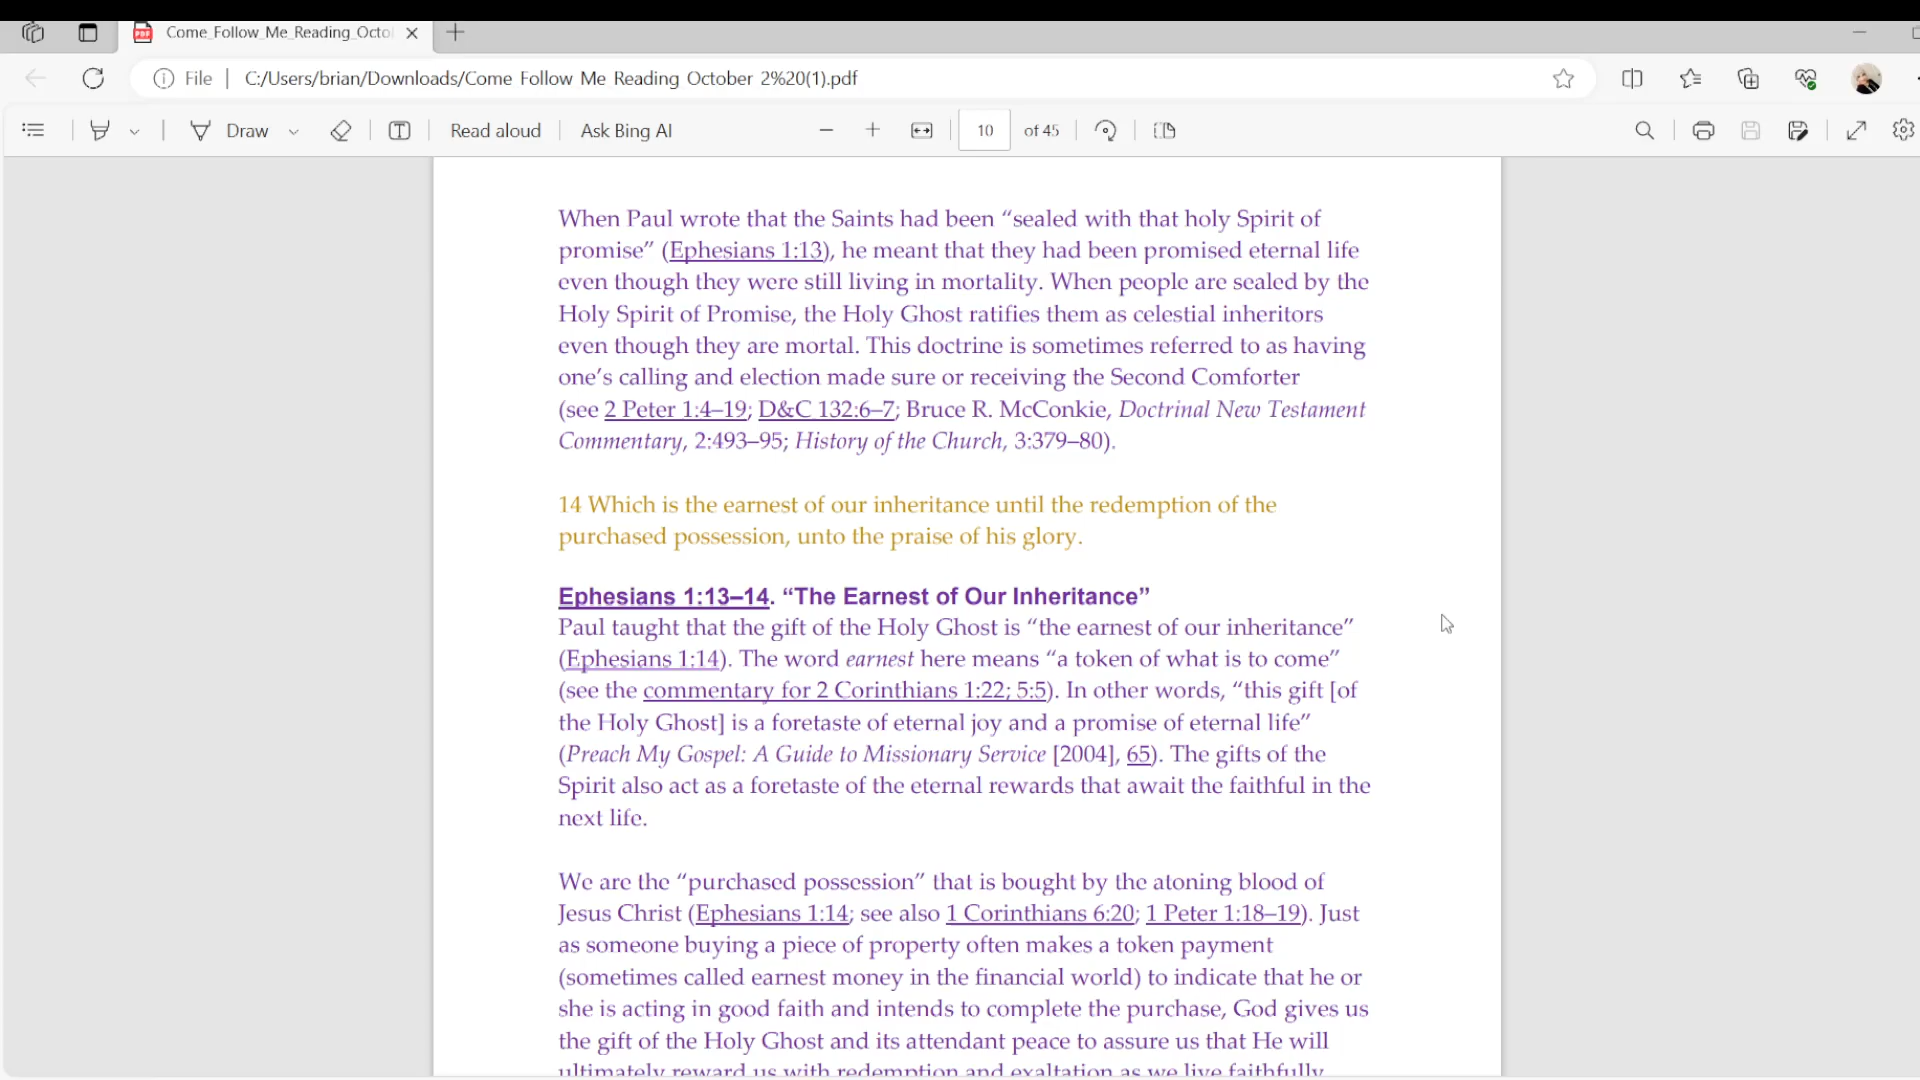 Come_Follow_Me_Reading_Octo
File
C:/Users/brian/Downloads/Come Follow Me Reading October 2%20(1).pdf
Draw
Read aloud
Ask Bing AI
10 of 45
When Paul wrote that the Saints had been “sealed with that holy Spirit of
promise” (Ephesians 1:13), he meant that they had been promised eternal life
even though they were still living in mortality. When people are sealed by the
Holy Spirit of Promise, the Holy Ghost ratifies them as celestial inheritors
even though they are mortal. This doctrine is sometimes referred to as having
one’s calling and election made sure or receiving the Second Comforter
(see 2 Peter 1:4–19; D&C 132:6–7; Bruce R. McConkie, Doctrinal New Testament
Commentary, 2:493–95; History of the Church, 3:379–80).
14 Which is the earnest of our inheritance until the redemption of the
purchased possession, unto the praise of his glory.
Ephesians 1:13–14. “The Earnest of Our Inheritance”
Paul taught that the gift of the Holy Ghost is “the earnest of our inheritance”
(Ephesians 1:14). The word earnest here means “a token of what is to come”
(see the commentary for 2 Corinthians 1:22; 5:5). In other words, “this gift [of
the Holy Ghost] is a foretaste of eternal joy and a promise of eternal life”
(Preach My Gospel: A Guide to Missionary Service [2004], 65). The gifts of the
Spirit also act as a foretaste of the eternal rewards that await the faithful in the
next life.
We are the “purchased possession” that is bought by the atoning blood of
Jesus Christ (Ephesians 1:14; see also 1 Corinthians 6:20; 1 Peter 1:18–19). Just
as someone buying a piece of property often makes a token payment
(sometimes called earnest money in the financial world) to indicate that he or
she is acting in good faith and intends to complete the purchase, God gives us
the gift of the Holy Ghost and its attendant peace to assure us that He will
ultimately reward us with redemption and exaltation as we live faithfully